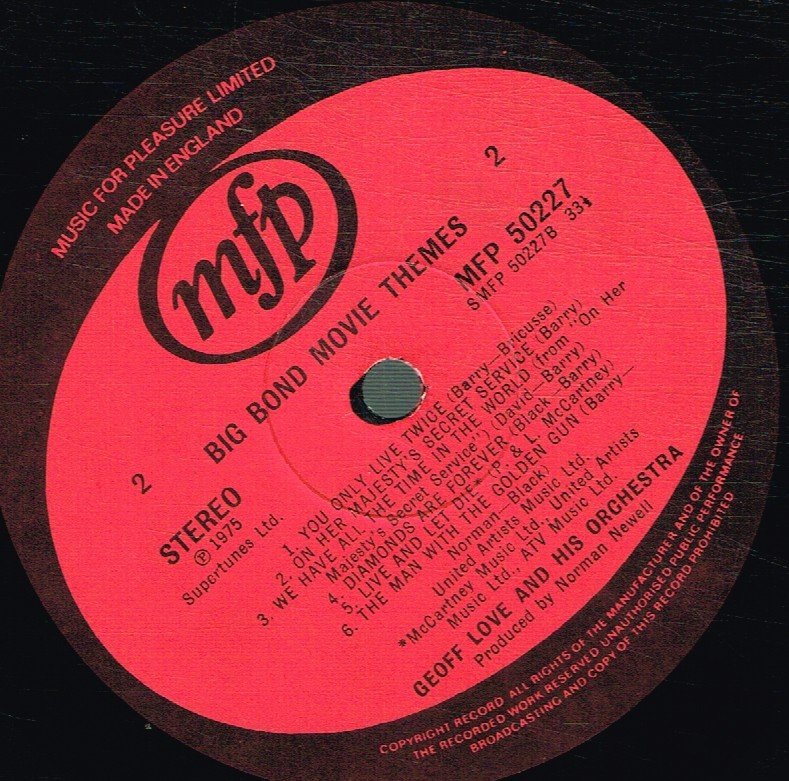 MUSIC FOR PLEASURE LIMITED
MADE IN ENGLAND
mfp
2
2
BIG BOND MOVIE THEMES
MFP 50227
SMFP 50227B 33⅓
STEREO
℗ 1975
Supertunes Ltd.
1. YOU ONLY LIVE TWICE (Barry—Bricusse)
2. ON HER MAJESTY'S SECRET SERVICE (Barry)
3. WE HAVE ALL THE TIME IN THE WORLD (from "On Her
Majesty's Secret Service") (David—Barry)
4. DIAMONDS ARE FOREVER (Black—Barry)
5. LIVE AND LET DIE* (P. & L. McCartney)
6. THE MAN WITH THE GOLDEN GUN (Barry—
Norman—Black)
United Artists Music Ltd.
*McCartney Music Ltd., United Artists
Music Ltd., ATV Music Ltd.
GEOFF LOVE AND HIS ORCHESTRA
Produced by Norman Newell
COPYRIGHT RECORD ALL RIGHTS OF THE MANUFACTURER AND OF THE OWNER OF
THE RECORDED WORK RESERVED UNAUTHORISED PUBLIC PERFORMANCE
BROADCASTING AND COPY OF THIS RECORD PROHIBITED